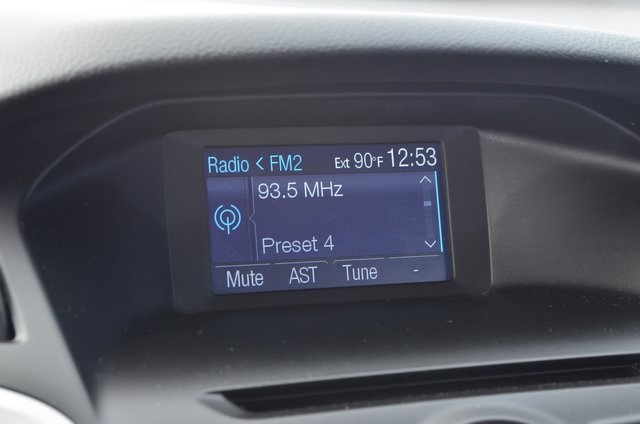 Radio < FM2 Ext 90°F 12:53
93.5 MHz
Preset 4
Mute AST Tune -